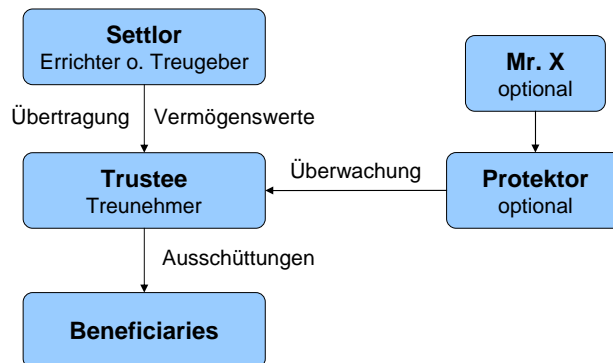 Settlor
Errichter o. Treugeber
Mr. X
optional
Übertragung
Vermögenswerte
Trustee
Treunehmer
Überwachung
Protektor
optional
Ausschüttungen
Beneficiaries